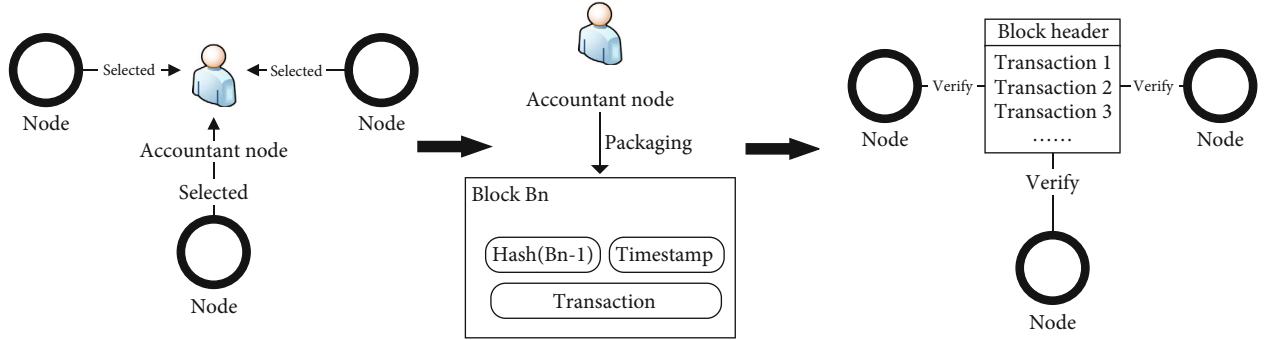 Selected
Selected
Node
Node
Accountant node
Selected
Node
Accountant node
Packaging
Block Bn
Hash(Bn-1)
Timestamp
Transaction
Block header
Transaction 1
Transaction 2
Transaction 3
......
Verify
Verify
Node
Node
Verify
Node